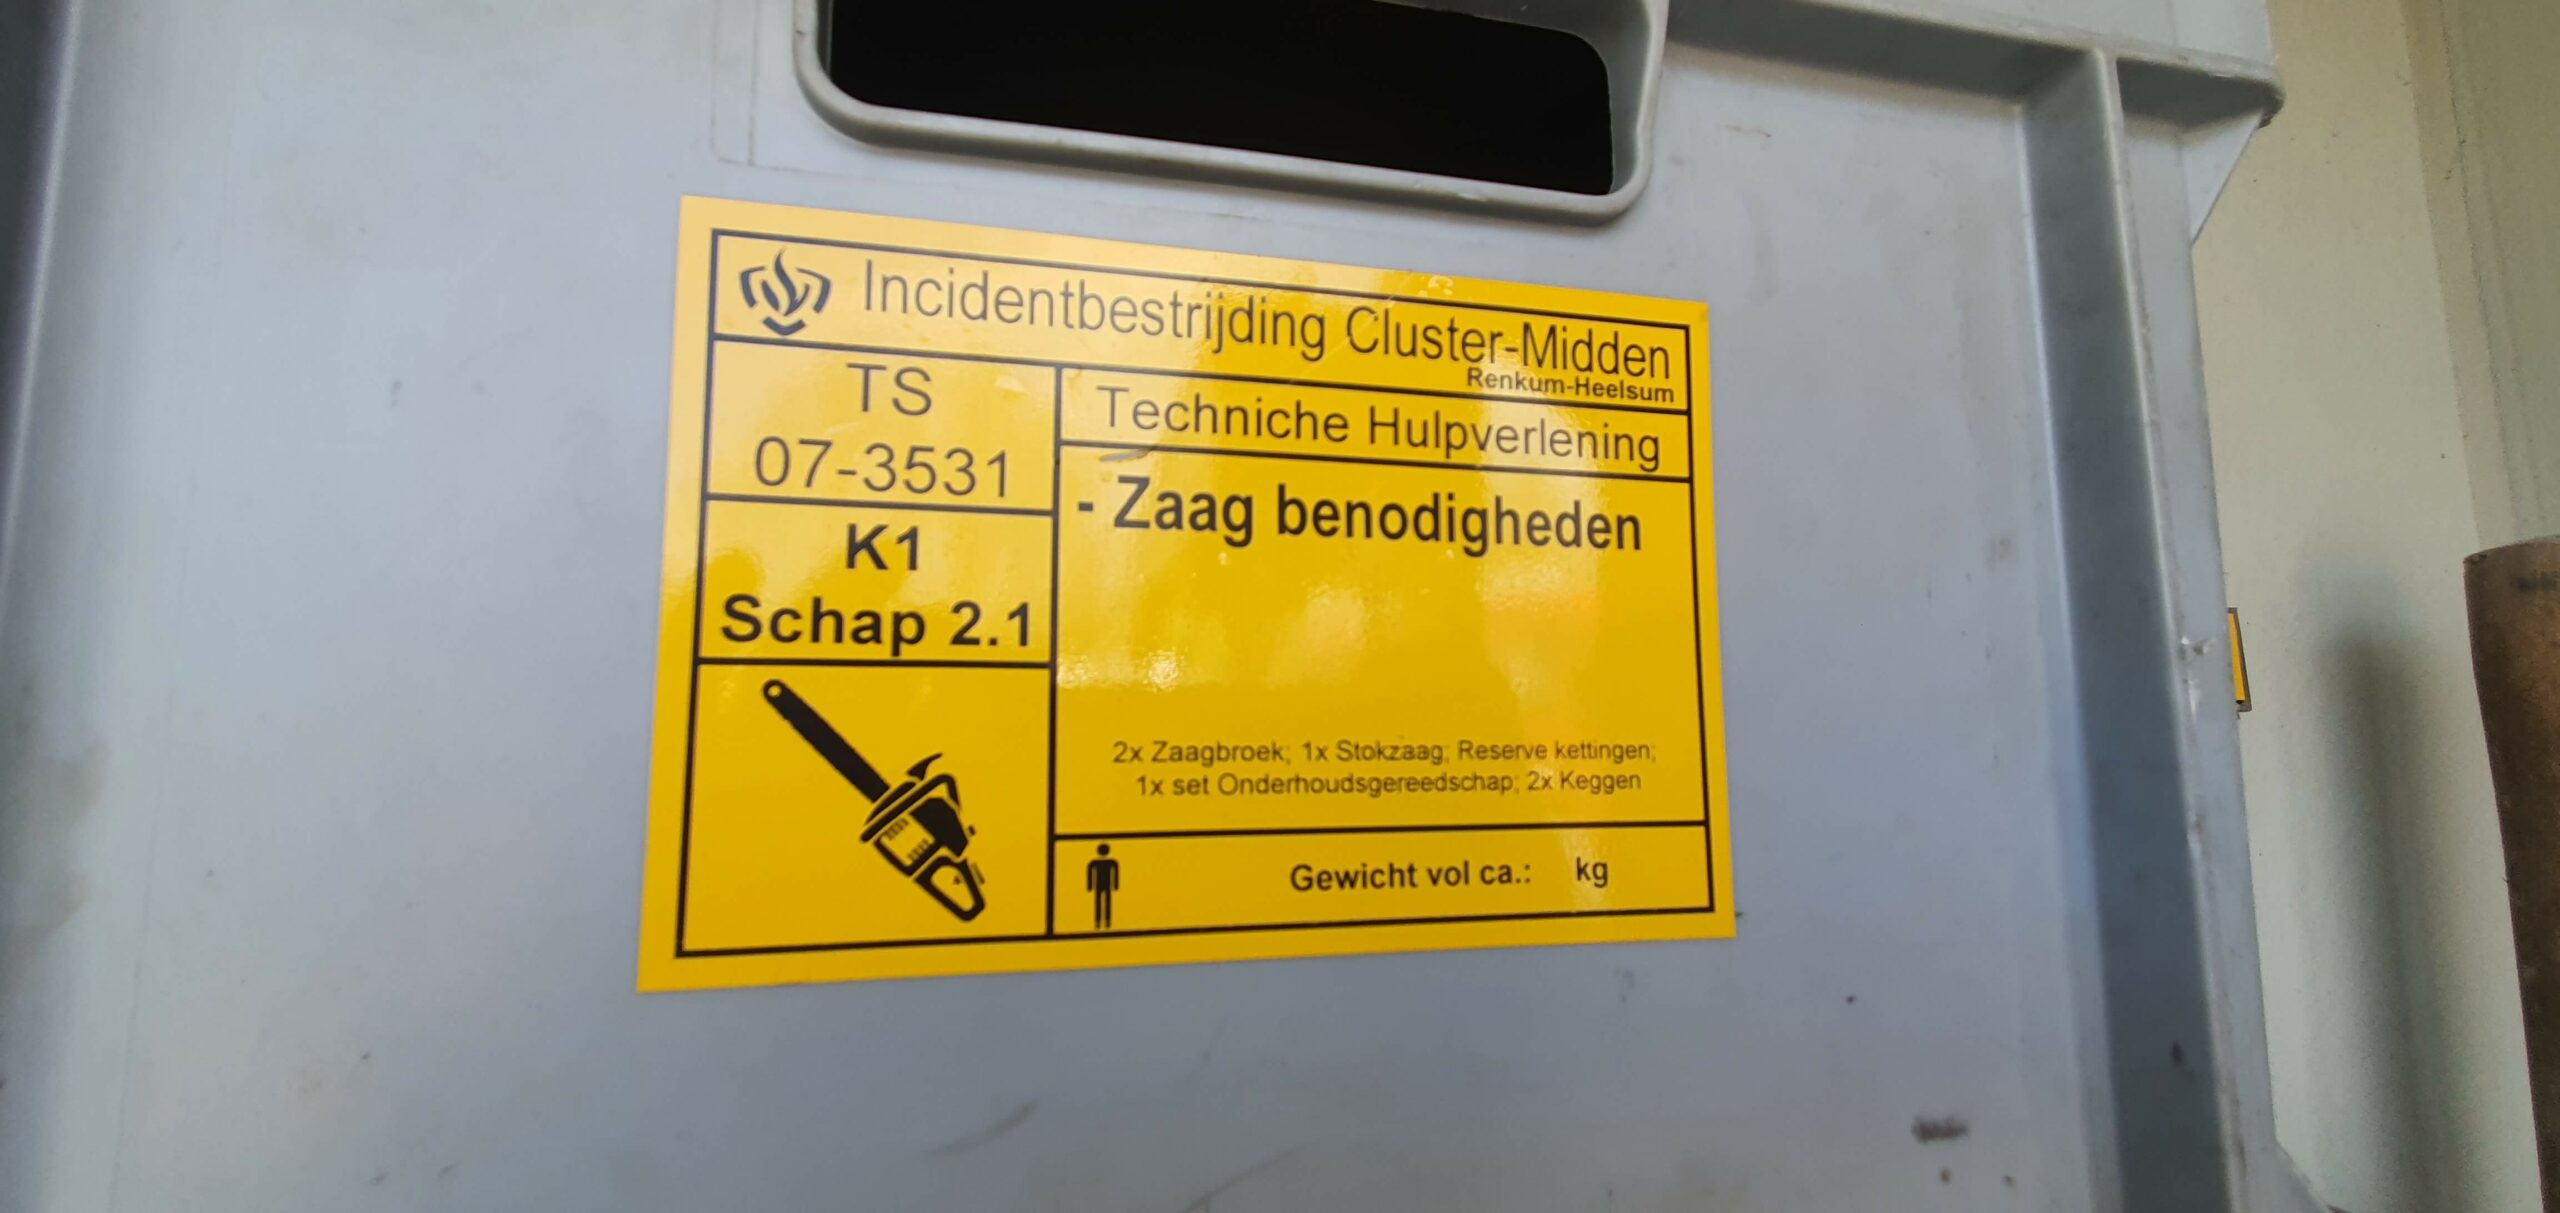 Incidentbestrijding Cluster-Midden
Renkum-Heelsum
TS
07-3531
K1
Schap 2.1
Techniche Hulpverlening
- Zaag benodigheden
2x Zaagbroek; 1x Stokzaag; Reserve kettingen;
1x set Onderhoudsgereedschap; 2x Keggen
Gewicht vol ca.: kg